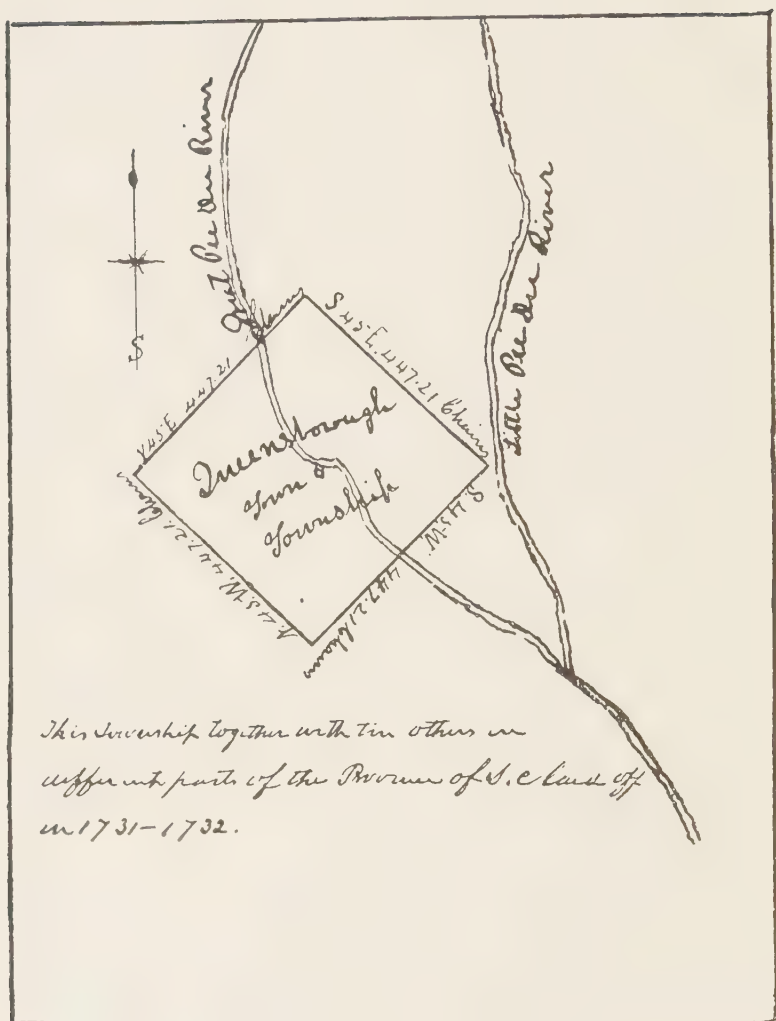 Great Pee Dee River
Little Pee Dee River
S
N 45 E 447.21 Chains
S 45 E. 447.21 Chains
S. 45 W. 447.21 Chains
N. 45 W. 447.21 Chains
Queensborough
Town &
Township
This Township together with ten others in
different parts of the Province of S.C laid off
in 1731-1732.